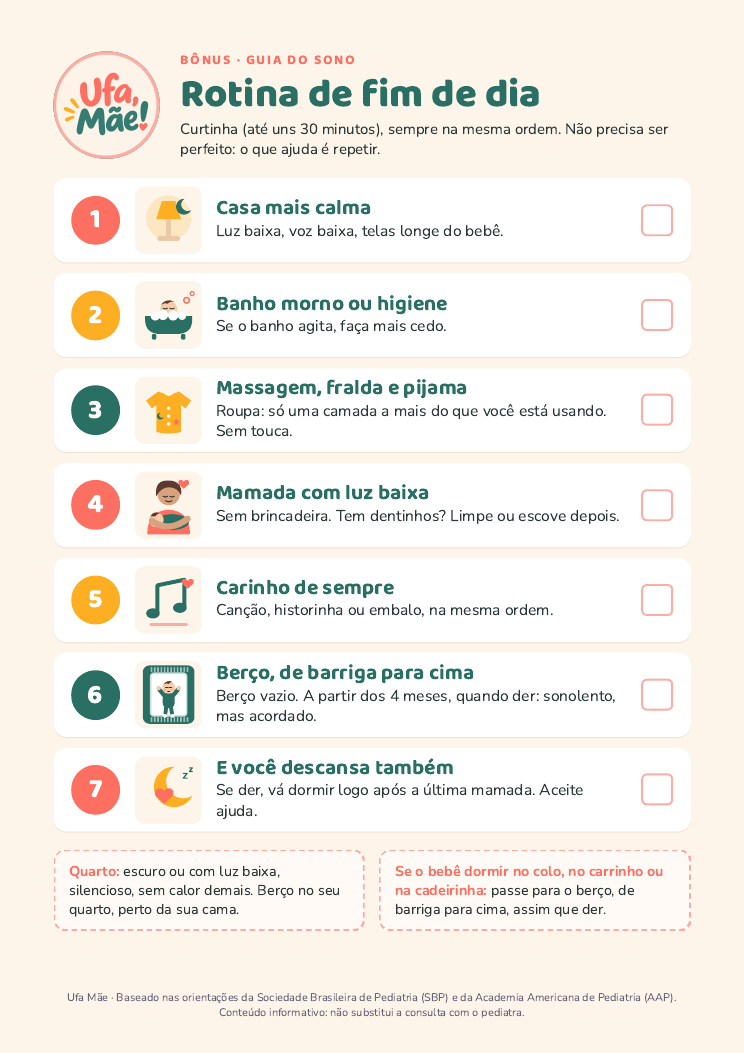 Ufa,
Mãe!
BÔNUS · GUIA DO SONO
Rotina de fim de dia
Curtinha (até uns 30 minutos), sempre na mesma ordem. Não precisa ser
perfeito: o que ajuda é repetir.
1
Casa mais calma
Luz baixa, voz baixa, telas longe do bebê.
2
Banho morno ou higiene
Se o banho agita, faça mais cedo.
3
Massagem, fralda e pijama
Roupa: só uma camada a mais do que você está usando.
Sem touca.
4
Mamada com luz baixa
Sem brincadeira. Tem dentinhos? Limpe ou escove depois.
5
Carinho de sempre
Canção, historinha ou embalo, na mesma ordem.
6
Berço, de barriga para cima
Berço vazio. A partir dos 4 meses, quando der: sonolento,
mas acordado.
7
z z
E você descansa também
Se der, vá dormir logo após a última mamada. Aceite
ajuda.
Quarto: escuro ou com luz baixa,
silencioso, sem calor demais. Berço no seu
quarto, perto da sua cama.
Se o bebê dormir no colo, no carrinho ou
na cadeirinha: passe para o berço, de
barriga para cima, assim que der.
Ufa Mãe · Baseado nas orientações da Sociedade Brasileira de Pediatria (SBP) e da Academia Americana de Pediatria (AAP).
Conteúdo informativo: não substitui a consulta com o pediatra.